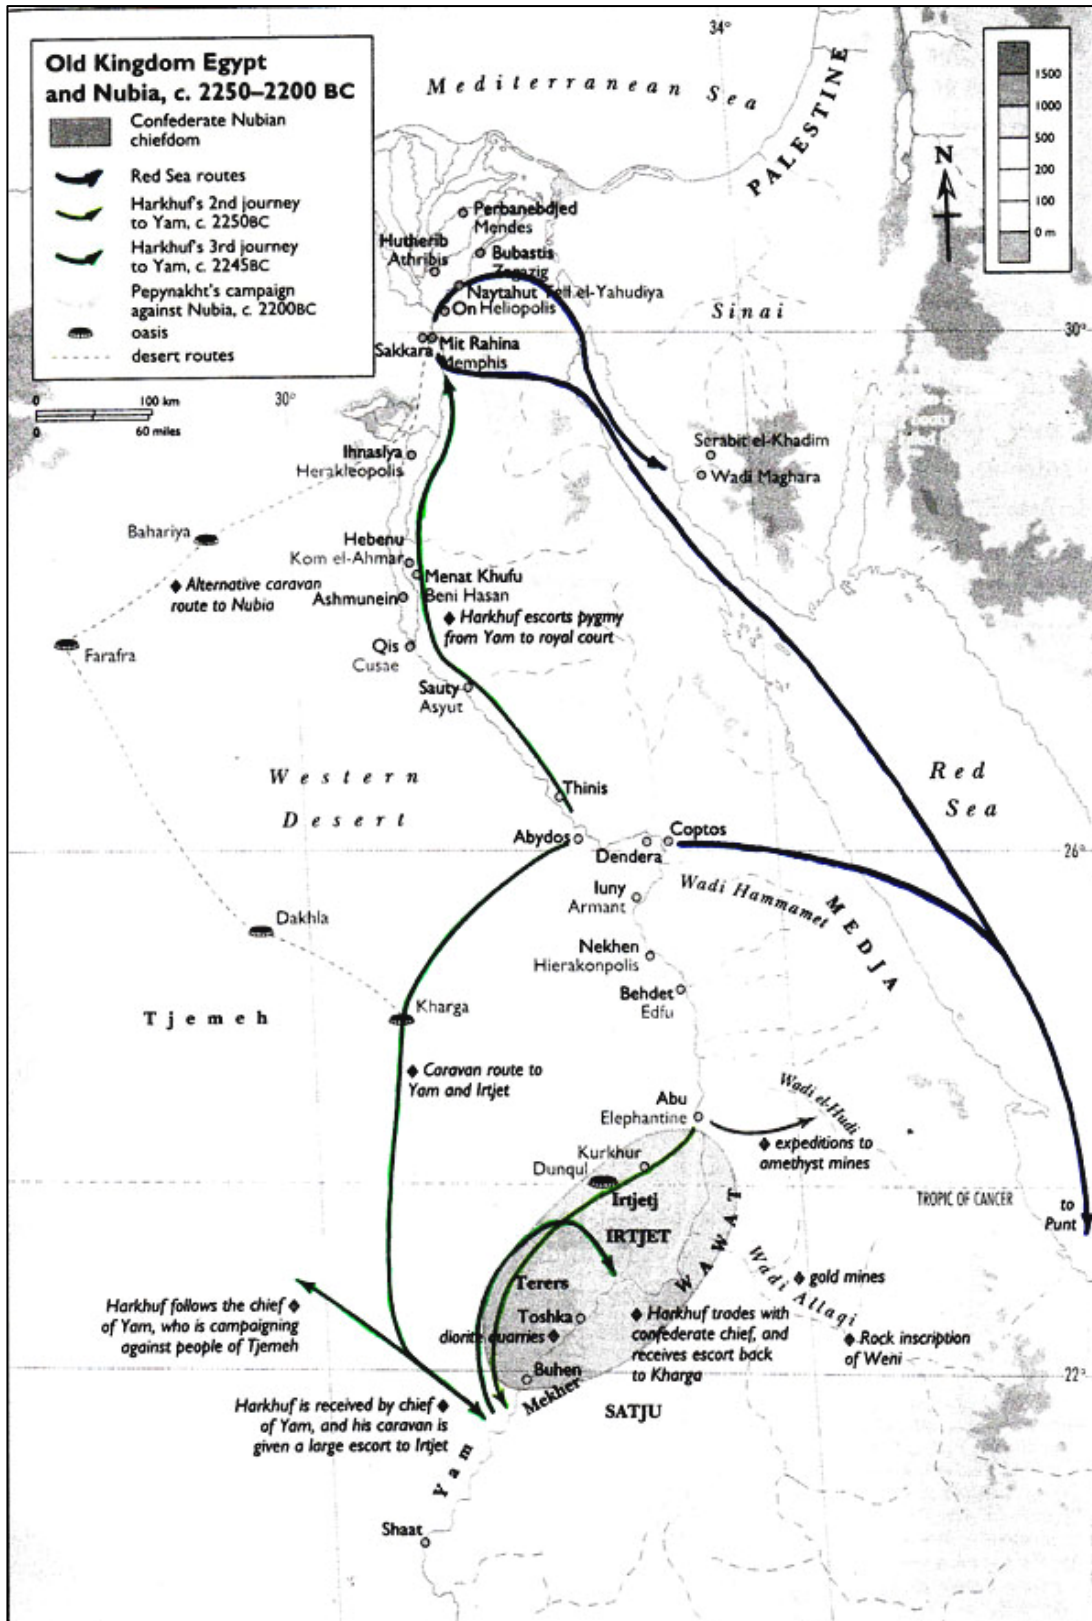 Old Kingdom Egypt
and Nubia, c. 2250–2200 BC
Confederate Nubian
chiefdom
Red Sea routes
Harkhuf's 2nd journey
to Yam, c. 2250BC
Harkhuf's 3rd journey
to Yam, c. 2245BC
Pepynakht's campaign
against Nubia, c. 2200BC
oasis
desert routes
0 100 km
0 60 miles
34°
1500
1000
500
200
100
0 m
N
Mediterranean Sea
PALESTINE
Perbanebdjed
Mendes
Hutherib
Athribis
Bubastis
Zagazig
Naytahut Tell el-Yahudiya
On Heliopolis
Sinai
30°
Sakkara
Mit Rahina
Memphis
30°
Serabit el-Khadim
Wadi Maghara
Ihnaslya
Herakleopolis
Bahariya
Hebenu
Kom el-Ahmar
Menat Khufu
Beni Hasan
Alternative caravan
route to Nubia
Ashmunein
Harkhuf escorts pygmy
from Yam to royal court
Farafra
Qis
Cusae
Sauty
Asyut
Western
Desert
Red
Sea
Thinis
Abydos
Coptos
Dendera
26°
Iuny
Armant
Wadi Hammamet
MEDJA
Dakhla
Nekhen
Hierakonpolis
Behdet
Edfu
Kharga
Tjemeh
Caravan route to
Yam and Irtjet
Abu
Elephantine
Wadi el-Hudi
expeditions to
amethyst mines
Kurkhur
Dunqul
Irtjetj
TROPIC OF CANCER
to
Punt
IRTJET
WAWAT
Terers
gold mines
Wadi Allaqi
Harkhuf follows the chief
of Yam, who is campaigning
against people of Tjemeh
Toshka
diorite quarries
Harkhuf trades with
confederate chief, and
receives escort back
to Kharga
Rock inscription
of Weni
Buhen
22°
Mekher
SATJU
Harkhuf is received by chief
of Yam, and his caravan is
given a large escort to Irtjet
Yam
Shaat